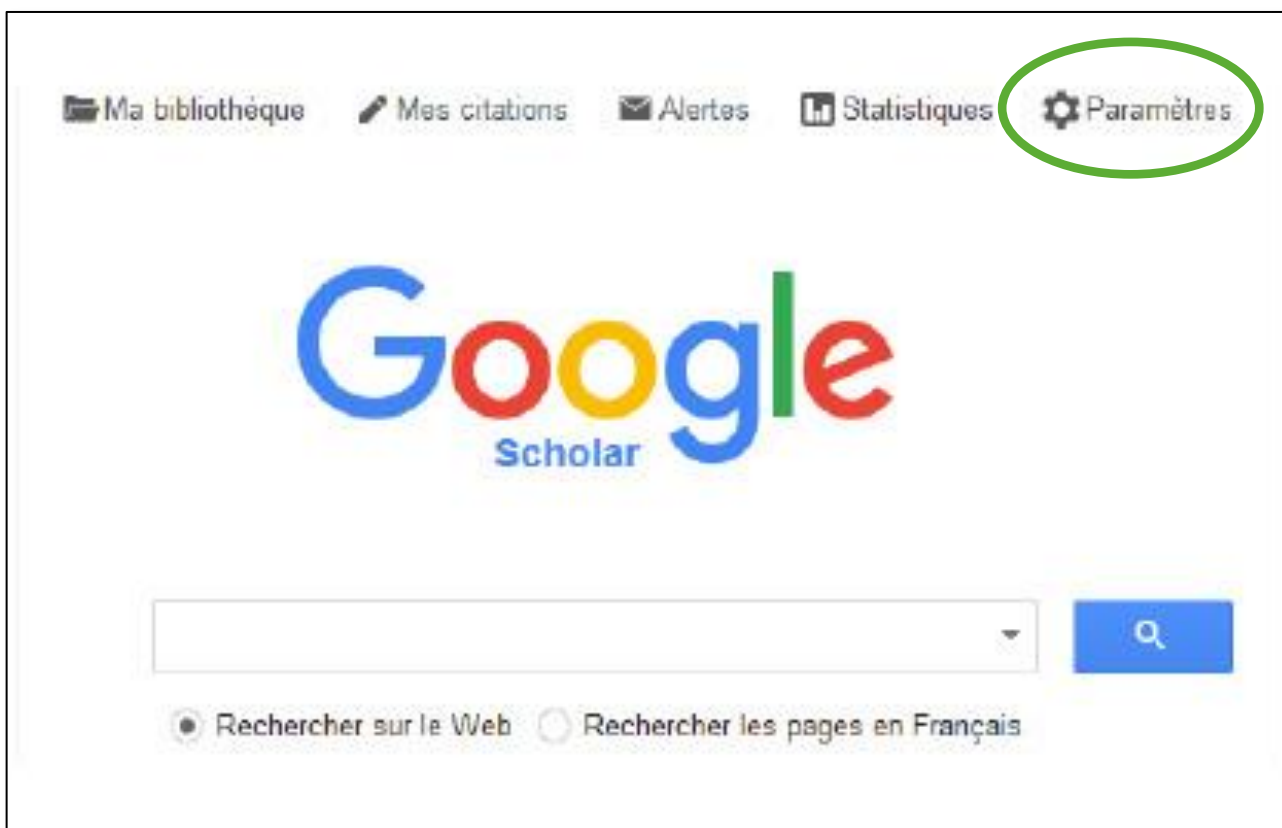 Ma bibliothèque Mes citations Alertes Statistiques Paramètres
Google
Scholar
Rechercher sur le Web Rechercher les pages en Français